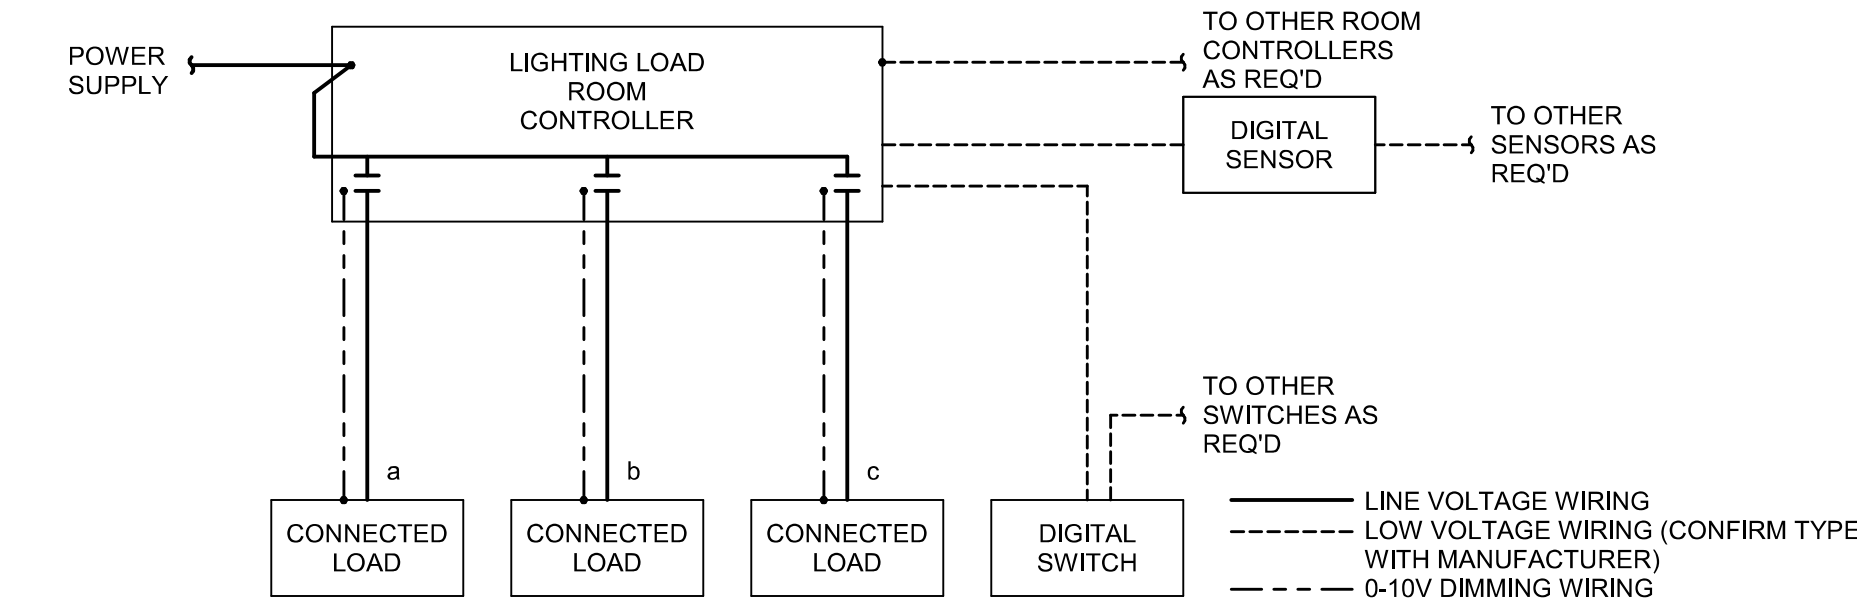 POWER
SUPPLY
LIGHTING LOAD
ROOM
CONTROLLER
TO OTHER ROOM
CONTROLLERS
AS REQ'D
DIGITAL
SENSOR
TO OTHER
SENSORS AS
REQ'D
TO OTHER
SWITCHES AS
REQ'D
a
b
c
CONNECTED
LOAD
CONNECTED
LOAD
CONNECTED
LOAD
DIGITAL
SWITCH
LINE VOLTAGE WIRING
LOW VOLTAGE WIRING (CONFIRM TYPE
WITH MANUFACTURER)
0-10V DIMMING WIRING